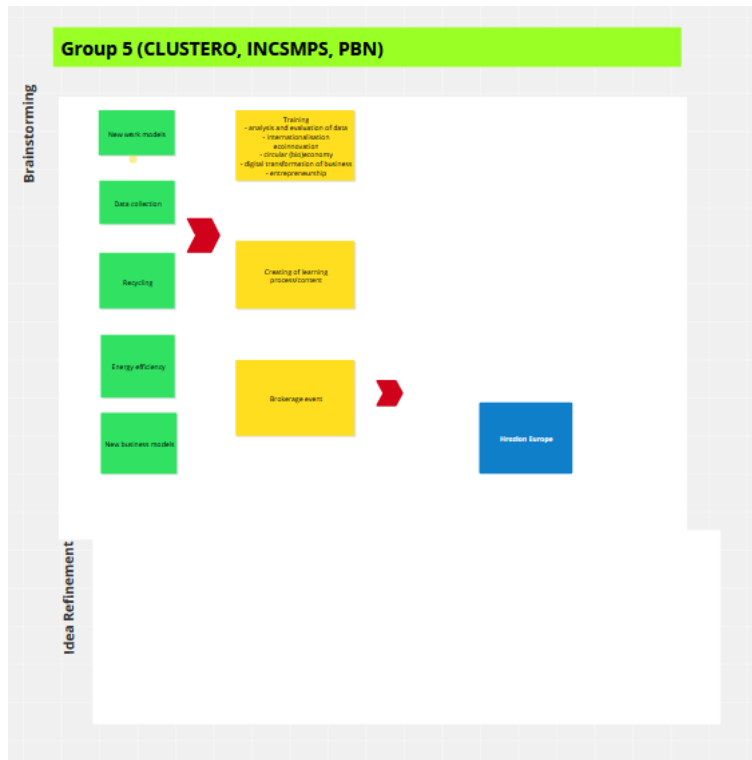 Group 5 (CLUSTERO, INCSMPS, PBN)
Brainstorming
New work models
Data collection
Recycling
Energy efficiency
New business models
Training
- analysis and evaluation of data
- internationalisation
ecoinnovation
- circular (bio)economy
- digital transformation of business
- entrepreneurship
Creating of learning
process/content
Brokerage event
Hirozion Europe
Idea Refinement